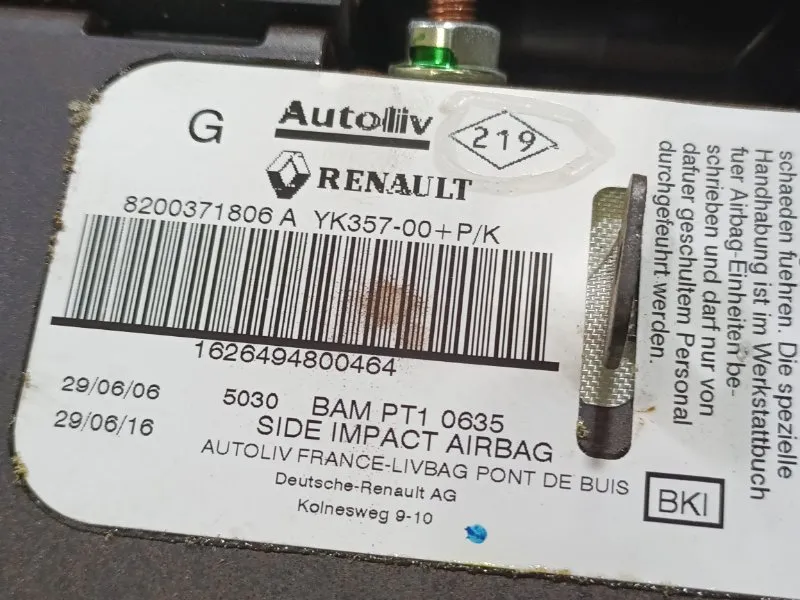 G
Autoliv
219
RENAULT
8200371806 A YK357-00+P/K
1626494800464
29/06/06
29/06/16
5030 BAM PT1 0635
SIDE IMPACT AIRBAG
AUTOLIV FRANCE-LIVBAG PONT DE BUIS
Deutsche-Renault AG
Kolnesweg 9-10
BKI
schaeden fuehren. Die spezielle
Handhabung ist im Werkstattbuch
fuer Airbag-Einheiten be-
schrieben und darf nur von
dafuer geschultem Personal
durchgefeuhrt werden.